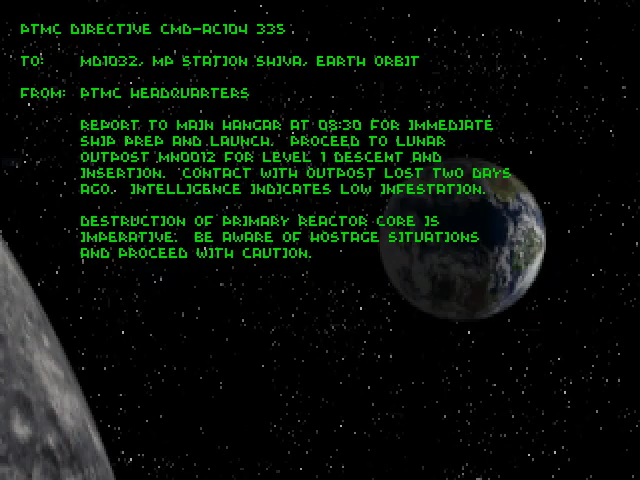 PTMC DIRECTIVE CMD-AC104 335
TO: MD1032, MP STATION SHIVA, EARTH ORBIT
FROM: PTMC HEADQUARTERS
REPORT TO MAIN HANGAR AT 08:30 FOR IMMEDIATE
SHIP PREP AND LAUNCH. PROCEED TO LUNAR
OUTPOST MN0012 FOR LEVEL 1 DESCENT AND
INSERTION. CONTACT WITH OUTPOST LOST TWO DAYS
AGO. INTELLIGENCE INDICATES LOW INFESTATION.
DESTRUCTION OF PRIMARY REACTOR CORE IS
IMPERATIVE. BE AWARE OF HOSTAGE SITUATIONS
AND PROCEED WITH CAUTION.